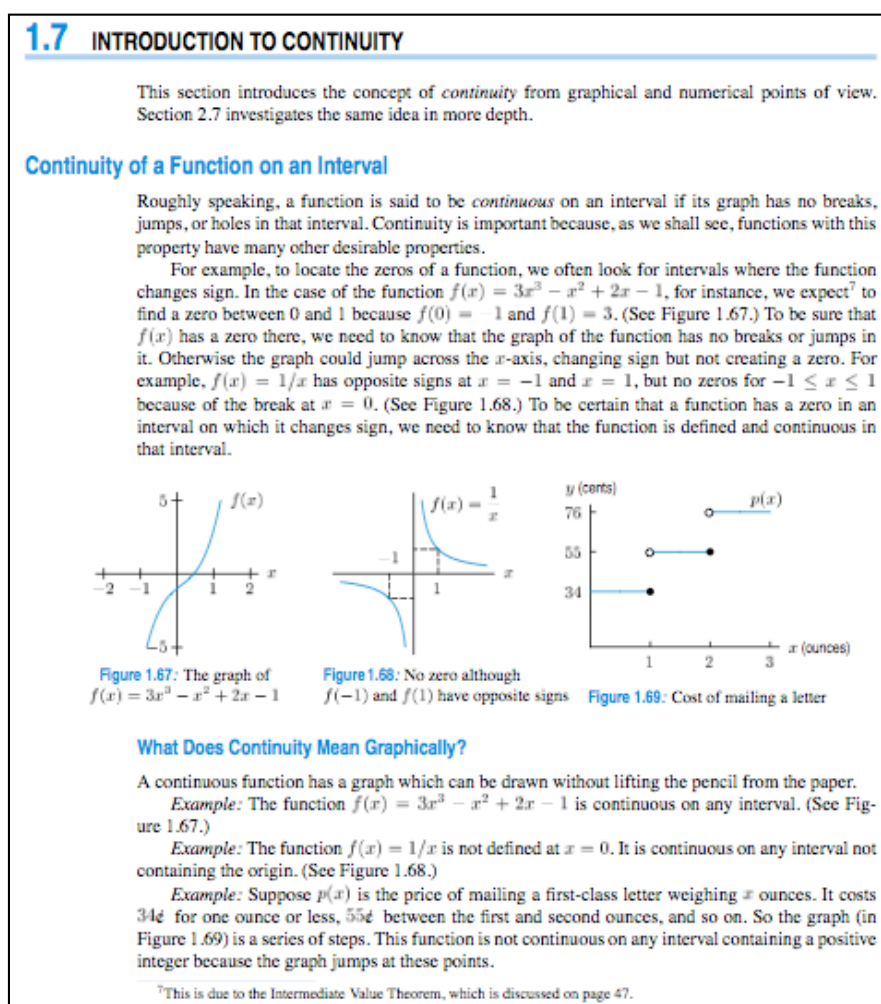 1.7 INTRODUCTION TO CONTINUITY
This section introduces the concept of continuity from graphical and numerical points of view.
Section 2.7 investigates the same idea in more depth.
Continuity of a Function on an Interval
Roughly speaking, a function is said to be continuous on an interval if its graph has no breaks,
jumps, or holes in that interval. Continuity is important because, as we shall see, functions with this
property have many other desirable properties.
For example, to locate the zeros of a function, we often look for intervals where the function
changes sign. In the case of the function f(x) = 3x³ − x² + 2x − 1, for instance, we expect⁷ to
find a zero between 0 and 1 because f(0) = −1 and f(1) = 3. (See Figure 1.67.) To be sure that
f(x) has a zero there, we need to know that the graph of the function has no breaks or jumps in
it. Otherwise the graph could jump across the x-axis, changing sign but not creating a zero. For
example, f(x) = 1/x has opposite signs at x = −1 and x = 1, but no zeros for −1 ≤ x ≤ 1
because of the break at x = 0. (See Figure 1.68.) To be certain that a function has a zero in an
interval on which it changes sign, we need to know that the function is defined and continuous in
that interval.
5
f(x)
−2 −1 1 2 x
−5
Figure 1.67: The graph of
f(x) = 3x³ − x² + 2x − 1
f(x) = 1/x
−1
1
x
Figure 1.68: No zero although
f(−1) and f(1) have opposite signs
y (cents)
76
p(x)
55
34
x (ounces)
1 2 3
Figure 1.69: Cost of mailing a letter
What Does Continuity Mean Graphically?
A continuous function has a graph which can be drawn without lifting the pencil from the paper.
Example: The function f(x) = 3x³ − x² + 2x − 1 is continuous on any interval. (See Fig-
ure 1.67.)
Example: The function f(x) = 1/x is not defined at x = 0. It is continuous on any interval not
containing the origin. (See Figure 1.68.)
Example: Suppose p(x) is the price of mailing a first-class letter weighing x ounces. It costs
34¢ for one ounce or less, 55¢ between the first and second ounces, and so on. So the graph (in
Figure 1.69) is a series of steps. This function is not continuous on any interval containing a positive
integer because the graph jumps at these points.
⁷This is due to the Intermediate Value Theorem, which is discussed on page 47.